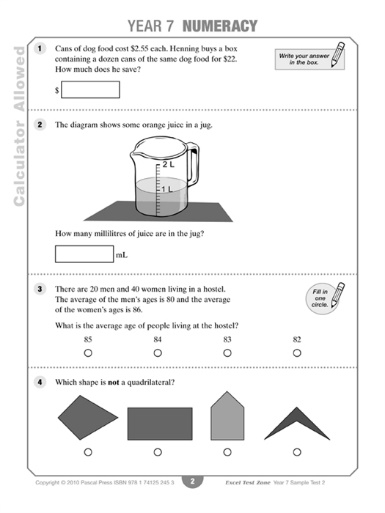 YEAR 7 NUMERACY
Calculator Allowed
1 Cans of dog food cost $2.55 each. Henning buys a box
containing a dozen cans of the same dog food for $22.
How much does he save?
Write your answer
in the box.
$
2 The diagram shows some orange juice in a jug.
2 L
1 L
How many millilitres of juice are in the jug?
mL
3 There are 20 men and 40 women living in a hostel.
The average of the men's ages is 80 and the average
of the women's ages is 86.
Fill in
one
circle.
What is the average age of people living at the hostel?
85 84 83 82
4 Which shape is not a quadrilateral?
Copyright © 2010 Pascal Press ISBN 978 1 74125 245 3
2
Excel Test Zone Year 7 Sample Test 2